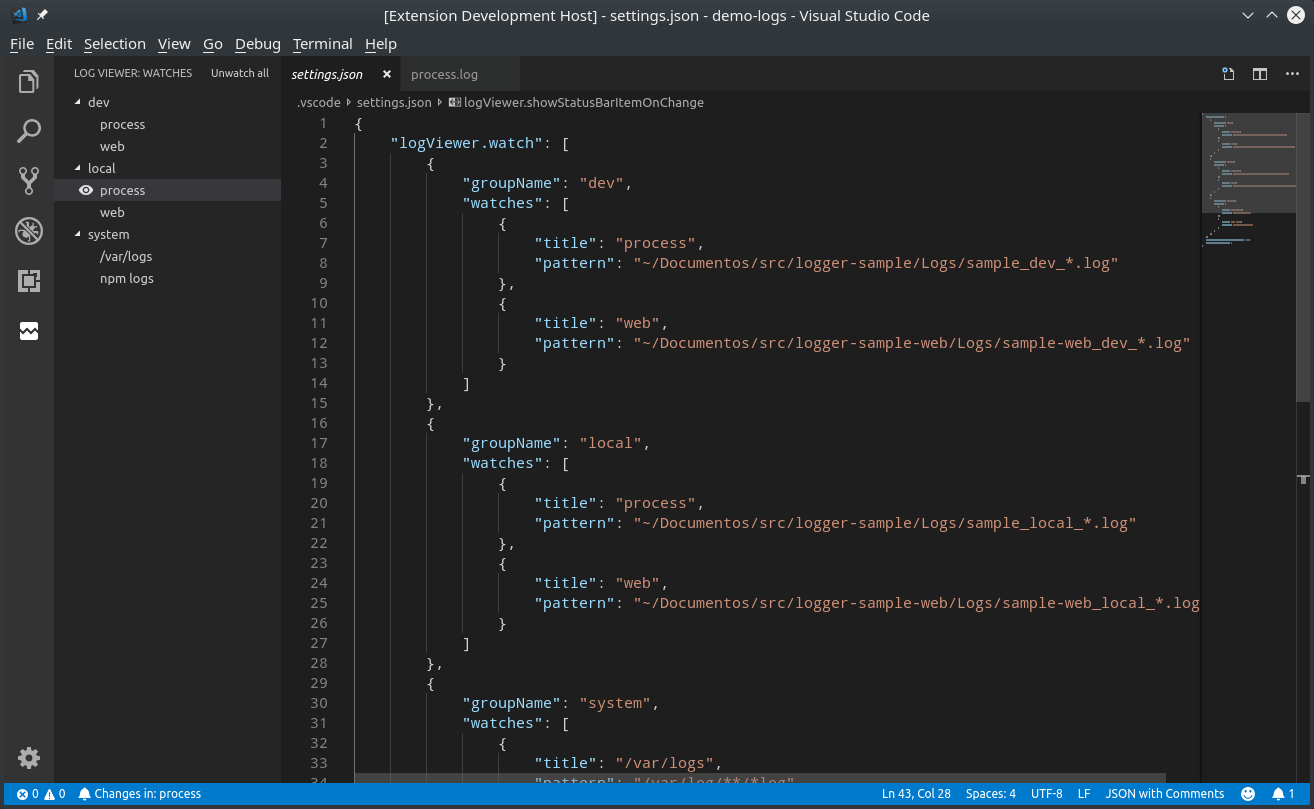 [Extension Development Host] - settings.json - demo-logs - Visual Studio Code
File Edit Selection View Go Debug Terminal Help
LOG VIEWER: WATCHES Unwatch all
dev
process
web
local
process
web
system
/var/logs
npm logs
settings.json process.log
.vscode settings.json logViewer.showStatusBarItemOnChange
1 {
2 "logViewer.watch": [
3 {
4 "groupName": "dev",
5 "watches": [
6 {
7 "title": "process",
8 "pattern": "~/Documentos/src/logger-sample/Logs/sample_dev_*.log"
9 },
10 {
11 "title": "web",
12 "pattern": "~/Documentos/src/logger-sample-web/Logs/sample-web_dev_*.log"
13 }
14 ]
15 },
16 {
17 "groupName": "local",
18 "watches": [
19 {
20 "title": "process",
21 "pattern": "~/Documentos/src/logger-sample/Logs/sample_local_*.log"
22 },
23 {
24 "title": "web",
25 "pattern": "~/Documentos/src/logger-sample-web/Logs/sample-web_local_*.log
26 }
27 ]
28 },
29 {
30 "groupName": "system",
31 "watches": [
32 {
33 "title": "/var/logs",
34 "pattern": "/var/log/**/*log"
0 0 Changes in: process Ln 43, Col 28 Spaces: 4 UTF-8 LF JSON with Comments 1